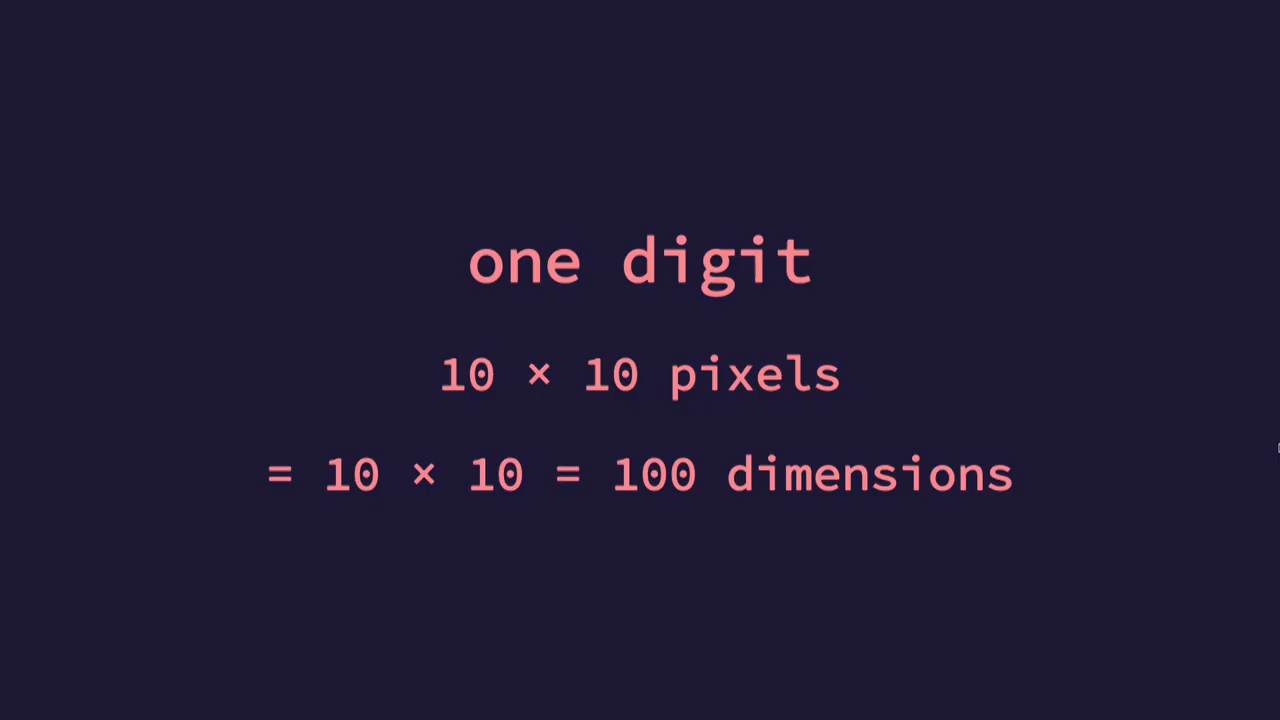 one digit
10 × 10 pixels
= 10 × 10 = 100 dimensions